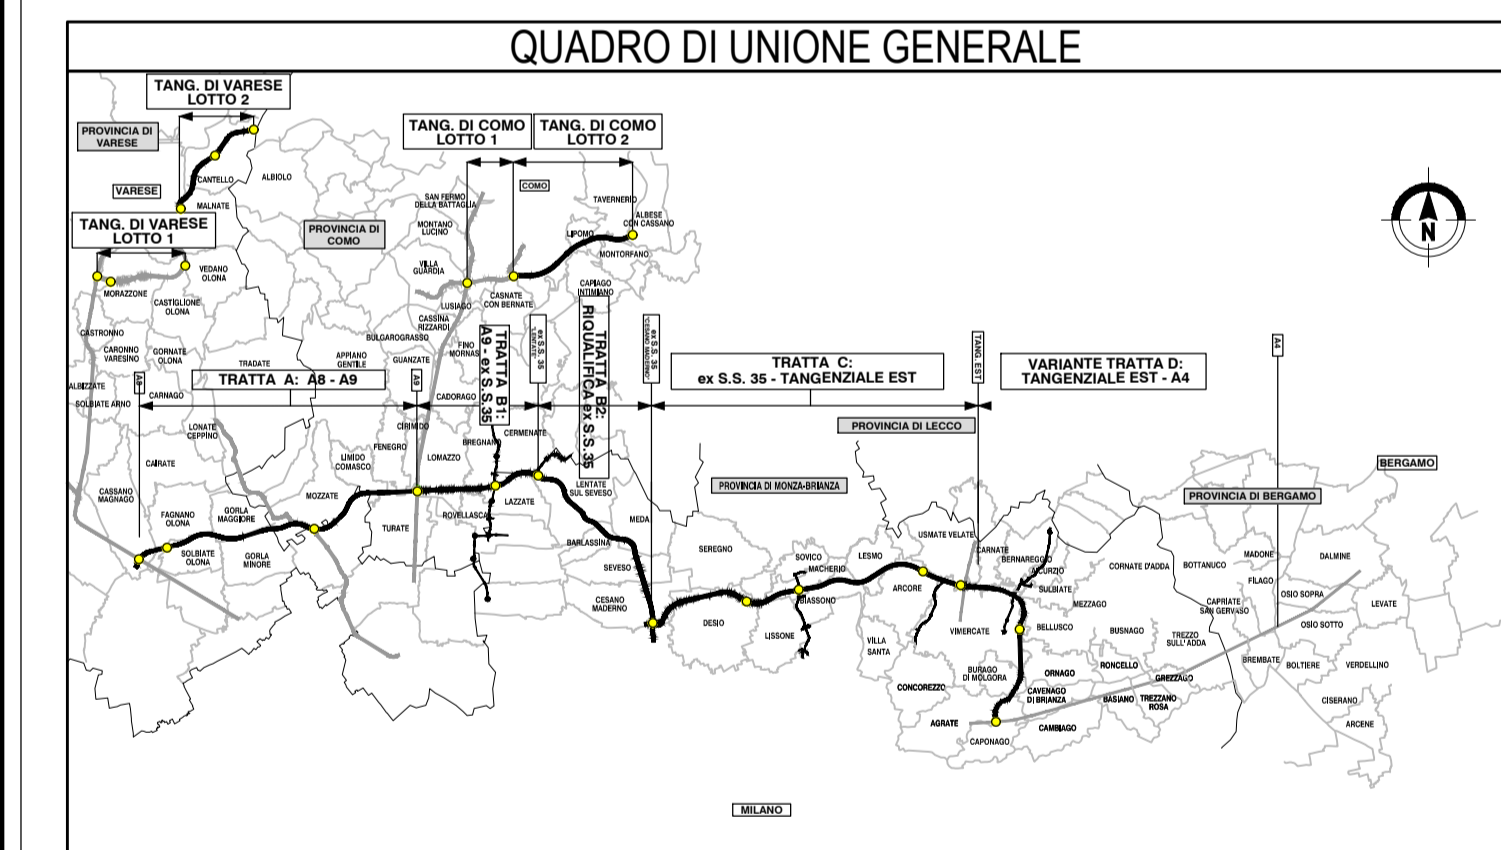 QUADRO DI UNIONE GENERALE
TANG. DI VARESE
LOTTO 2
PROVINCIA DI
VARESE
TANG. DI COMO
LOTTO 1
TANG. DI COMO
LOTTO 2
CANTELLO
ALBIOLO
VARESE
MALNATE
COMO
SAN FERMO
DELLA BATTAGLIA
TAVERNERIO
ALBESE
CON CASSANO
TANG. DI VARESE
LOTTO 1
PROVINCIA DI
COMO
MONTANO
LUCINO
LIPOMO
MONTORFANO
N
VILLA
GUARDIA
VEDANO
OLONA
MORAZZONE
CASTIGLIONE
OLONA
LUSIAGO
CASNATE
CON BERNATE
CAPIAGO
INTIMIANO
CASSINA
RIZZARDI
CASTRONNO
BULGAROGRASSO
FINO
MORNAS
CARONNO
VARESINO
GORNATE
OLONA
TRADATE
APPIANO
GENTILE
GUANZATE
TRATTA B1:
A9 - ex S.S.35
ex S.S. 35
"LENTATE"
TRATTA B2:
RIQUALIFICA ex S.S.35
ex S.S. 35
"CESANO MADERNO"
TRATTA C:
ex S.S. 35 - TANGENZIALE EST
TANG. EST
VARIANTE TRATTA D:
TANGENZIALE EST - A4
A4
ALBIZZATE
A8
TRATTA A: A8 - A9
A9
SOLBIATE ARNO
CARNAGO
CADORAGO
LONATE
CEPPINO
CIRIMIDO
FENEGRO
BREGNANO
CERMENATE
PROVINCIA DI LECCO
CAIRATE
LIMIDO
COMASCO
LOMAZZO
BERGAMO
CASSANO
MAGNAGO
MOZZATE
LENTATE
SUL SEVESO
PROVINCIA DI MONZA-BRIANZA
PROVINCIA DI BERGAMO
FAGNANO
OLONA
GORLA
MAGGIORE
TURATE
ROVELLASCA
LAZZATE
MEDA
SOLBIATE
OLONA
GORLA
MINORE
BARLASSINA
SEREGNO
SOVICO
MACHERIO
LESMO
USMATE VELATE
CARNATE
BERNAREGGIO
AICURZIO
CORNATE D'ADDA
BOTTANUCO
MADONE
DALMINE
SEVESO
FILAGO
ARCORE
SULBIATE
MEZZAGO
OSIO SOPRA
CESANO
MADERNO
BIASSONO
CAPRIATE
SAN GERVASO
LEVATE
DESIO
LISSONE
VILLA
SANTA
VIMERCATE
BELLUSCO
BUSNAGO
TREZZO
SULL' ADDA
OSIO SOTTO
BURAGO
DI MOLGORA
ORNAGO
RONCELLO
GREZZAGO
BREMBATE
BOLTIERE
VERDELLINO
CONCOREZZO
CAVENAGO
DI BRIANZA
BASIANO
TREZZANO
ROSA
CISERANO
AGRATE
CAMBIAGO
ARCENE
CAPONAGO
MILANO